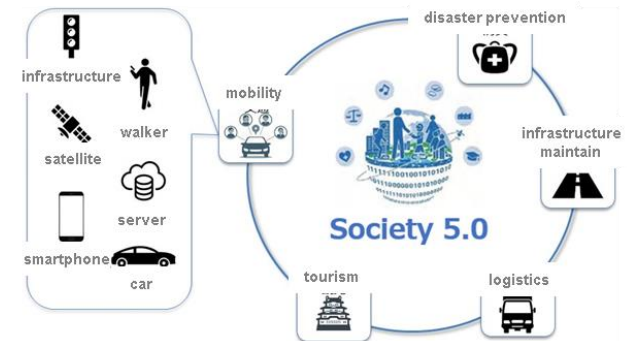 disaster prevention
infrastructure
mobility
walker
satellite
infrastructure
maintain
server
Society 5.0
smartphone
car
tourism
logistics